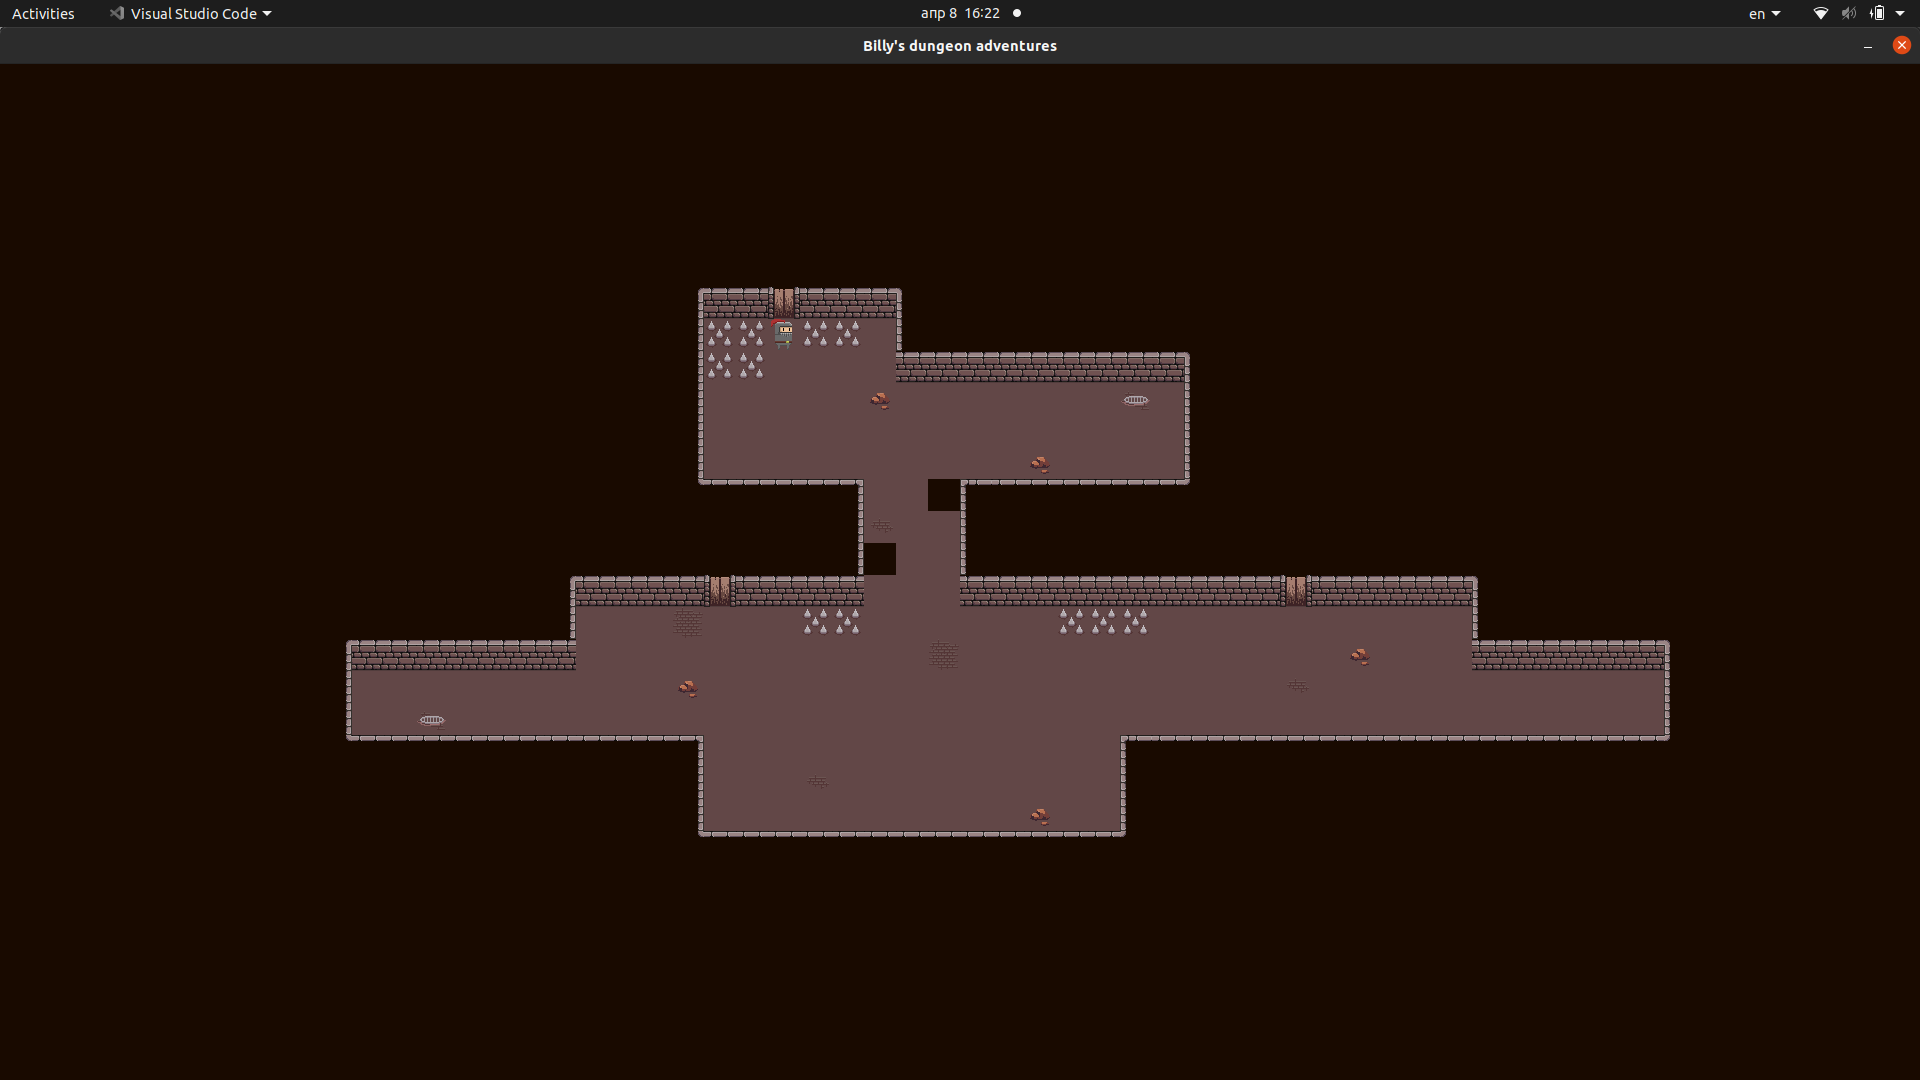 Activities
Visual Studio Code
апр 8 16:22
en
Billy's dungeon adventures